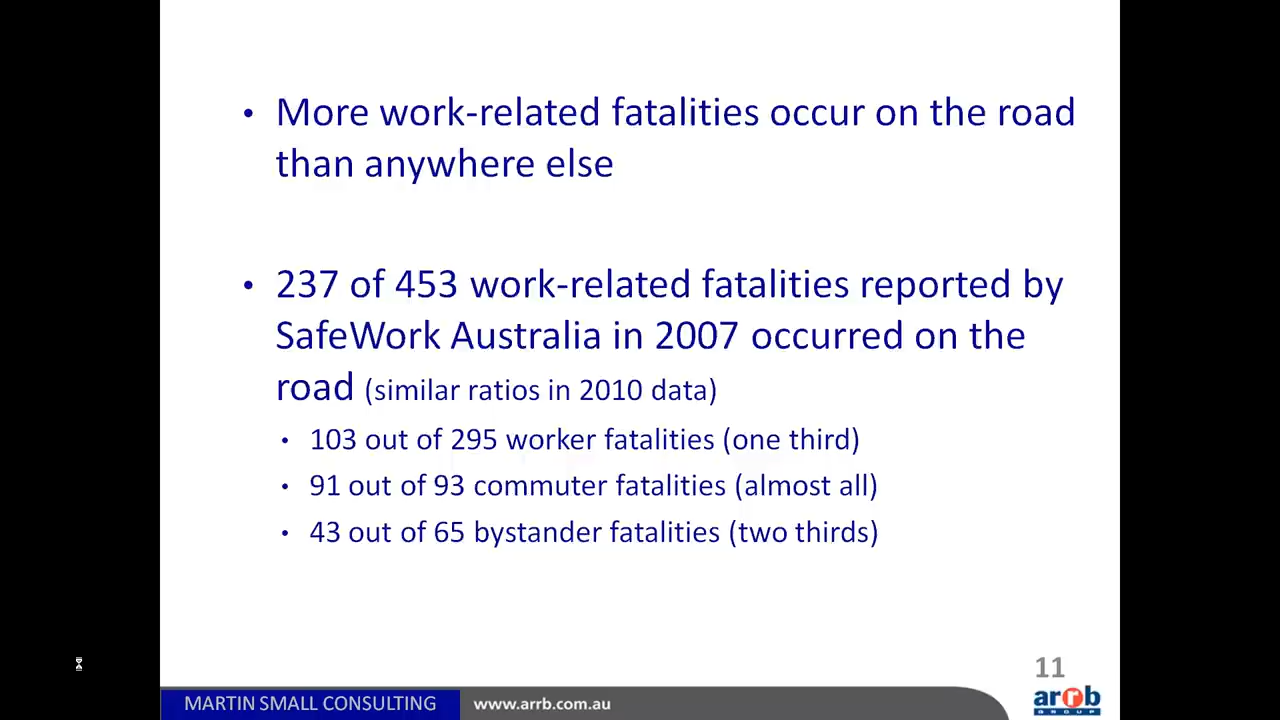 • More work-related fatalities occur on the road
than anywhere else
• 237 of 453 work-related fatalities reported by
SafeWork Australia in 2007 occurred on the
road (similar ratios in 2010 data)
• 103 out of 295 worker fatalities (one third)
• 91 out of 93 commuter fatalities (almost all)
• 43 out of 65 bystander fatalities (two thirds)
11
MARTIN SMALL CONSULTING
www.arrb.com.au
arrb
GROUP